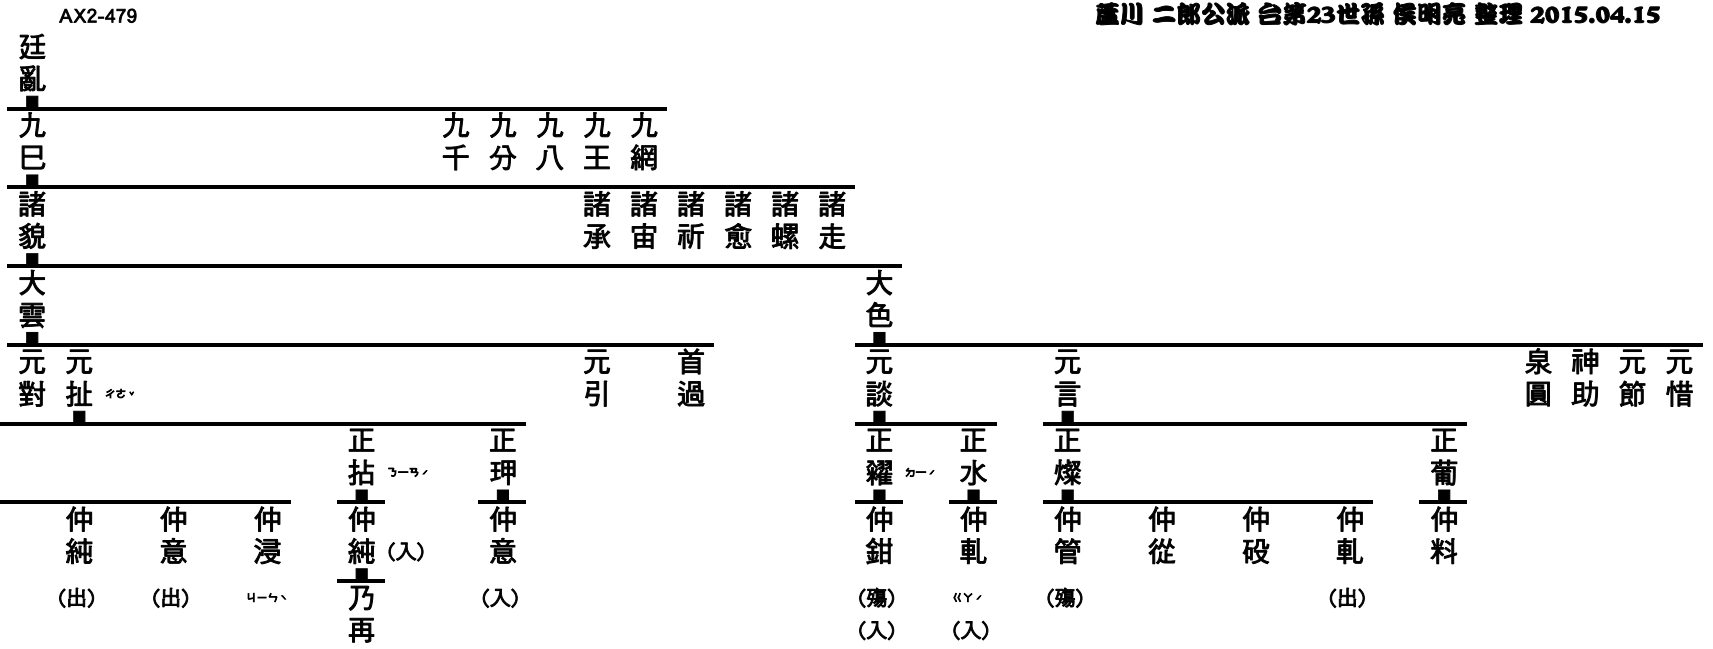 AX2-479
蘆川 二郎公派 台第23世孫 侯明亮 整理 2015.04.15
廷亂
九巳 九千 九分 九八 九王 九網
諸貌 諸承 諸宙 諸祈 諸愈 諸螺 諸走
大雲 大色
元對 元扯 ㄔㄜˇ 元引 首過 元談 元言 泉圓 神助 元節 元惜
正拈 ㄋㄧㄢˊ 正玾 正糴 ㄉㄧˊ 正水 正燦 正葡
仲純 仲意 仲浸 仲純 (入) 仲意 仲鉗 仲軋 仲管 仲從 仲砓 仲軋 仲料
(出) (出) ㄐㄧㄣˋ (入) (殤) ㄍㄚˊ (殤) (出)
乃再 (入) (入)